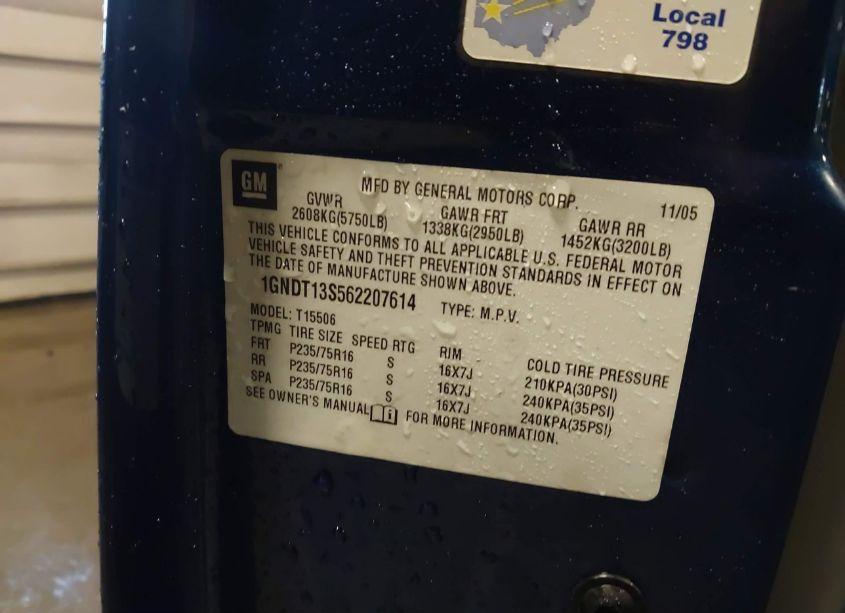 Local
798
GM
MFD BY GENERAL MOTORS CORP. 11/05
GVWR GAWR FRT GAWR RR
2608KG(5750LB) 1338KG(2950LB) 1452KG(3200LB)
THIS VEHICLE CONFORMS TO ALL APPLICABLE U.S. FEDERAL MOTOR
VEHICLE SAFETY AND THEFT PREVENTION STANDARDS IN EFFECT ON
THE DATE OF MANUFACTURE SHOWN ABOVE.
1GNDT13S562207614 TYPE: M.P.V.
MODEL: T15506
TPMG TIRE SIZE SPEED RTG RIM COLD TIRE PRESSURE
FRT P235/75R16 S 16X7J 210KPA(30PSI)
RR P235/75R16 S 16X7J 240KPA(35PSI)
SPA P235/75R16 S 16X7J 240KPA(35PSI)
SEE OWNER'S MANUAL FOR MORE INFORMATION.